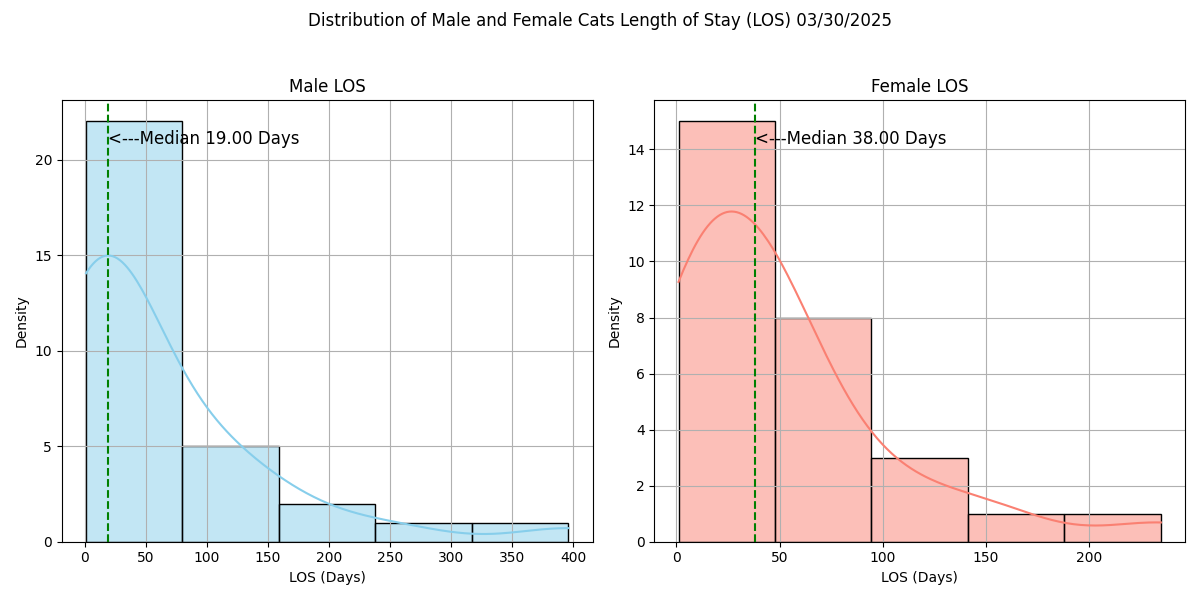 Distribution of Male and Female Cats Length of Stay (LOS) 03/30/2025
Male LOS
<---Median 19.00 Days
Density
20
15
10
5
0
0 50 100 150 200 250 300 350 400
LOS (Days)
Female LOS
<---Median 38.00 Days
Density
14
12
10
8
6
4
2
0
0 50 100 150 200
LOS (Days)